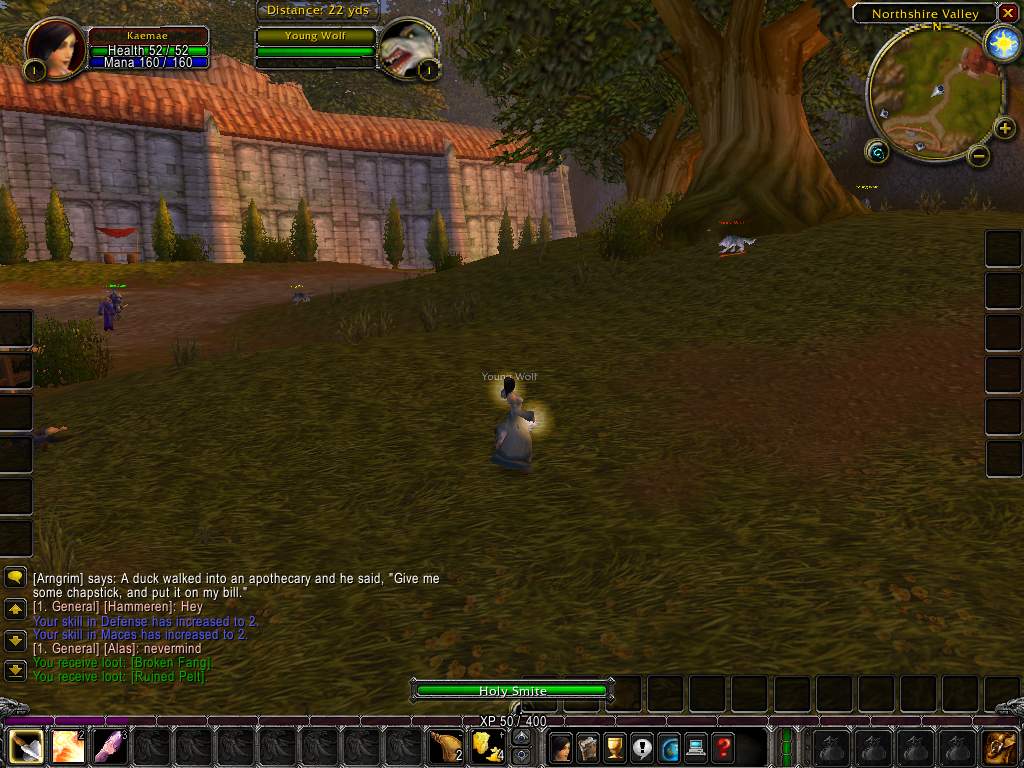 Distance: 22 yds
Kaemae
Health 52 / 52
Mana 160 / 160
1
Young Wolf
1
Northshire Valley
N
Young Wolf
[Arngrim] says: A duck walked into an apothecary and he said, "Give me
some chapstick, and put it on my bill."
[1. General] [Hammeren]: Hey
Your skill in Defense has increased to 2.
Your skill in Maces has increased to 2.
[1. General] [Alas]: nevermind
You receive loot: [Broken Fang]
You receive loot: [Ruined Pelt]
Holy Smite
XP 50 / 400
2
3
2
4